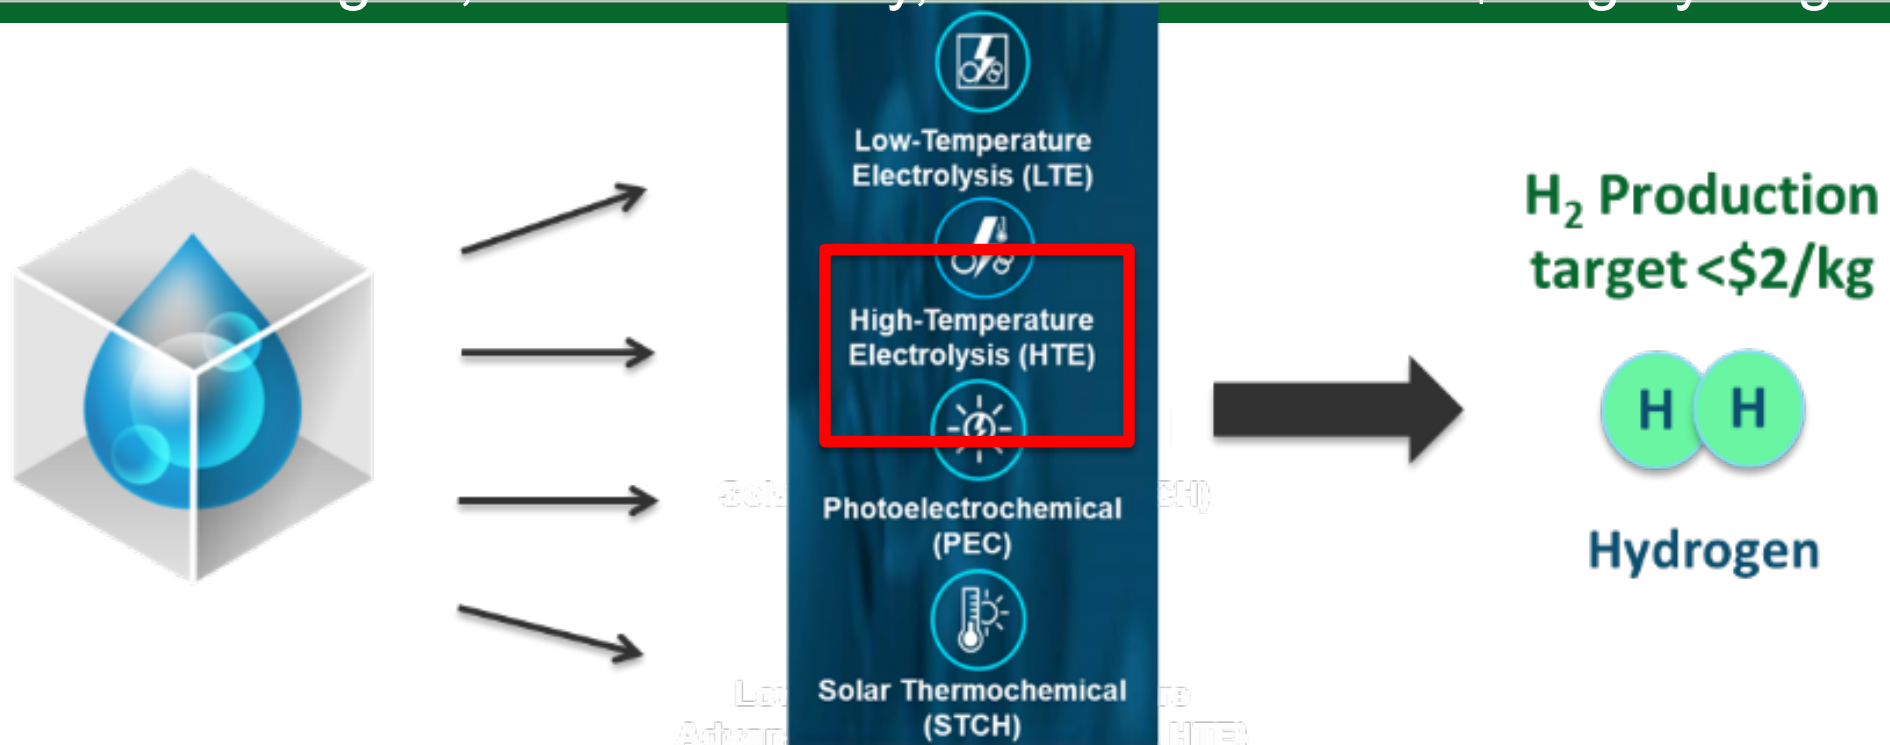 Low-Temperature
Electrolysis (LTE)
High-Temperature
Electrolysis (HTE)
Photoelectrochemical
(PEC)
Solar Thermochemical
(STCH)
H₂ Production
target <$2/kg
H H
Hydrogen